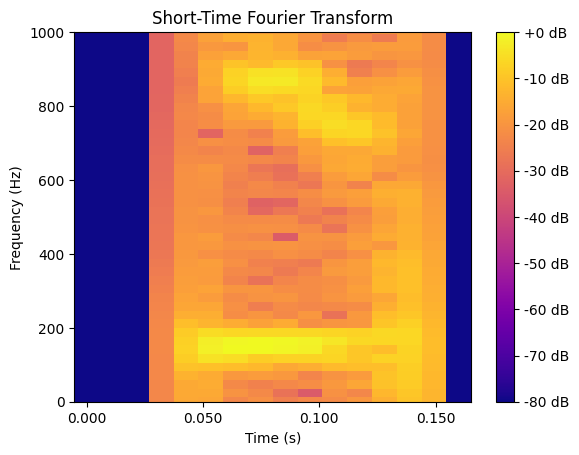 Short-Time Fourier Transform
1000
800
600
400
200
0
Frequency (Hz)
0.000
0.050
0.100
0.150
Time (s)
+0 dB
-10 dB
-20 dB
-30 dB
-40 dB
-50 dB
-60 dB
-70 dB
-80 dB